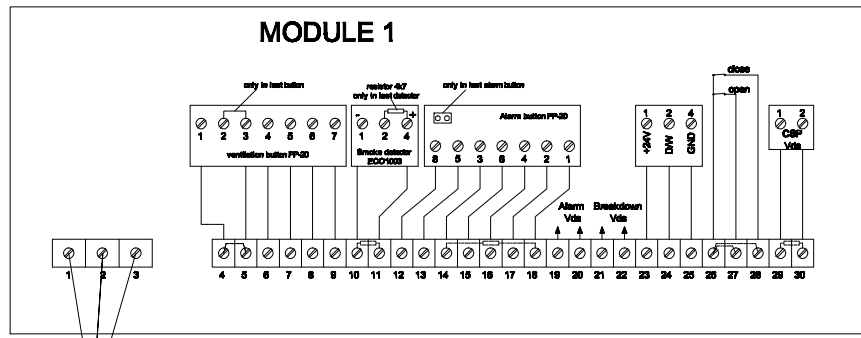 MODULE 1
only in last button
resistor 4k7
only in last detector
only in last alarm button
close
open
1 2 3 4 5 6 7
ventilation button PP-20
- +
1 2 4
Smoke detector
ECO1003
Alarm button PP-20
8 5 3 6 4 2 1
1 2 4
+24V D/W GND
1 2
CSP
Vds
Alarm
Vds
Breakdown
Vds
1 2 3
4 5 6 7 8 9 10 11 12 13 14 15 16 17 18 19 20 21 22 23 24 25 26 27 28 29 30